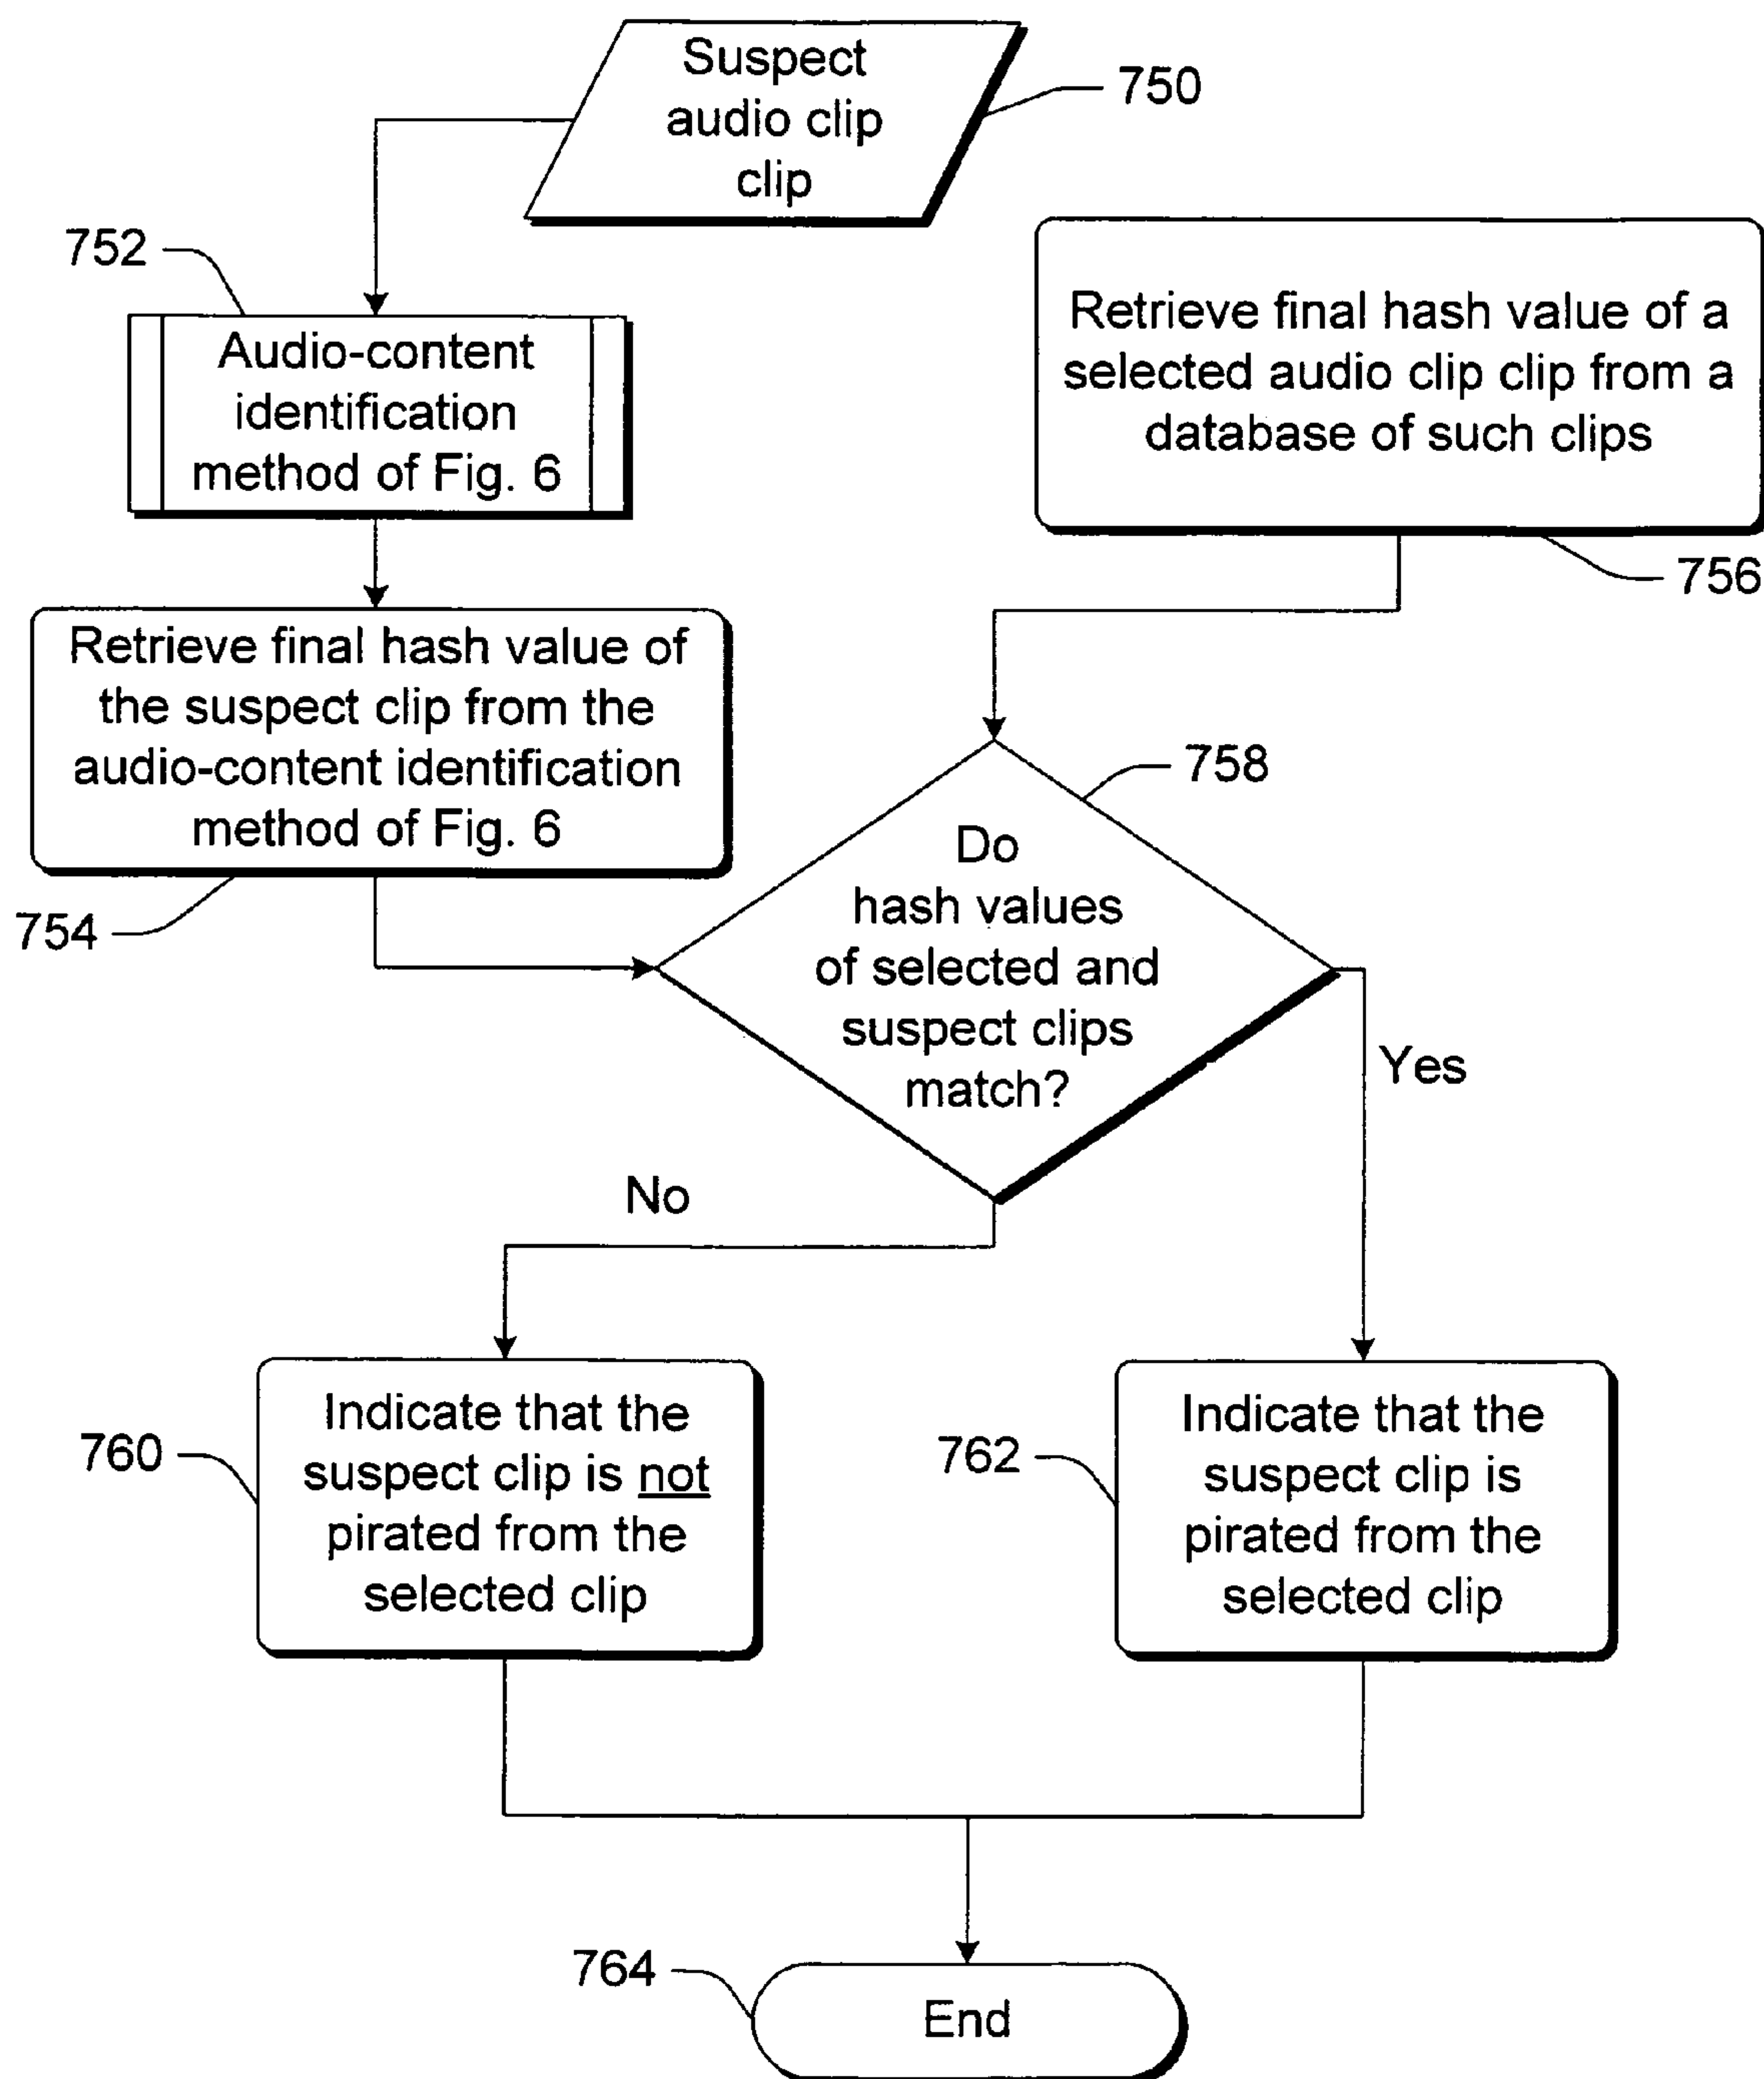 Suspect
audio clip
clip
750
752
Audio-content
identification
method of Fig. 6
Retrieve final hash value of a
selected audio clip clip from a
database of such clips
756
Retrieve final hash value of
the suspect clip from the
audio-content identification
method of Fig. 6
754
758
Do
hash values
of selected and
suspect clips
match?
Yes
No
760
Indicate that the
suspect clip is not
pirated from the
selected clip
762
Indicate that the
suspect clip is
pirated from the
selected clip
764
End